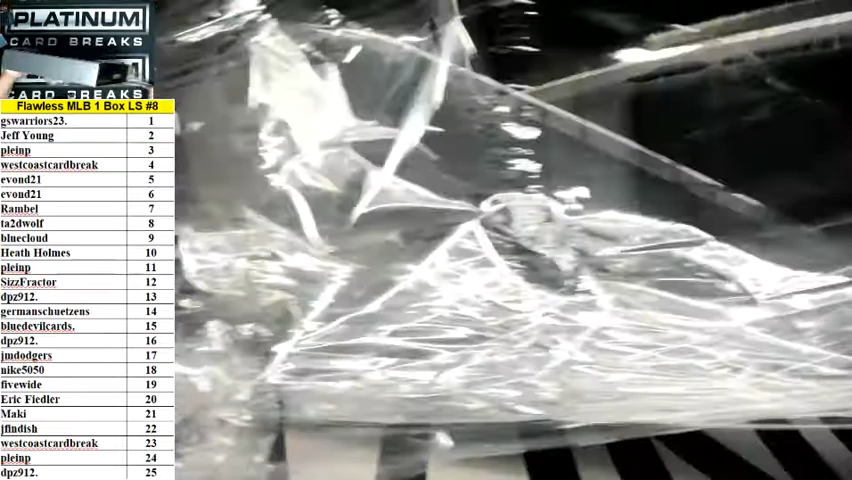 PLATINUM
CARD BREAKS
CARD BREAKS
Flawless MLB 1 Box LS #8
gswarriors23. 1
Jeff Young 2
pleinp 3
westcoastcardbreak 4
evond21 5
evond21 6
Rambel 7
ta2dwolf 8
bluecloud 9
Heath Holmes 10
pleinp 11
SizzFractor 12
dpz912. 13
germanschuetzens 14
bluedevilcards. 15
dpz912. 16
jmdodgers 17
nike5050 18
fivewide 19
Eric Fiedler 20
Maki 21
jfindish 22
westcoastcardbreak 23
pleinp 24
dpz912. 25